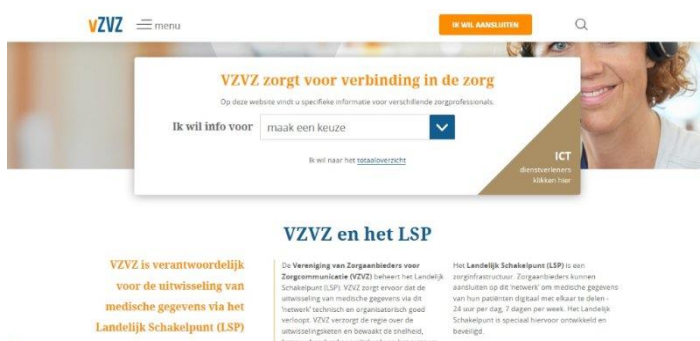 VZVZ
menu
IK WIL AANSLUITEN
VZVZ zorgt voor verbinding in de zorg
Op deze website vindt u specifieke informatie voor verschillende zorgprofessionals.
Ik wil info voor
maak een keuze
Ik wil naar het totaaloverzicht
ICT
dienstverleners
klikken hier
VZVZ en het LSP
VZVZ is verantwoordelijk
voor de uitwisseling van
medische gegevens via het
Landelijk Schakelpunt (LSP)
De Vereniging van Zorgaanbieders voor
Zorgcommunicatie (VZVZ) beheert het Landelijk
Schakelpunt (LSP). VZVZ zorgt ervoor dat de
uitwisseling van medische gegevens via dit
'netwerk' technisch en organisatorisch goed
verloopt. VZVZ verzorgt de regie over de
uitwisselingsketen en bewaakt de snelheid,
Het Landelijk Schakelpunt (LSP) is een
zorginfrastructuur. Zorgaanbieders kunnen
aansluiten op dit 'netwerk' om medische gegevens
van hun patiënten digitaal met elkaar te delen -
24 uur per dag, 7 dagen per week. Het Landelijk
Schakelpunt is speciaal hiervoor ontwikkeld en
beveiligd.